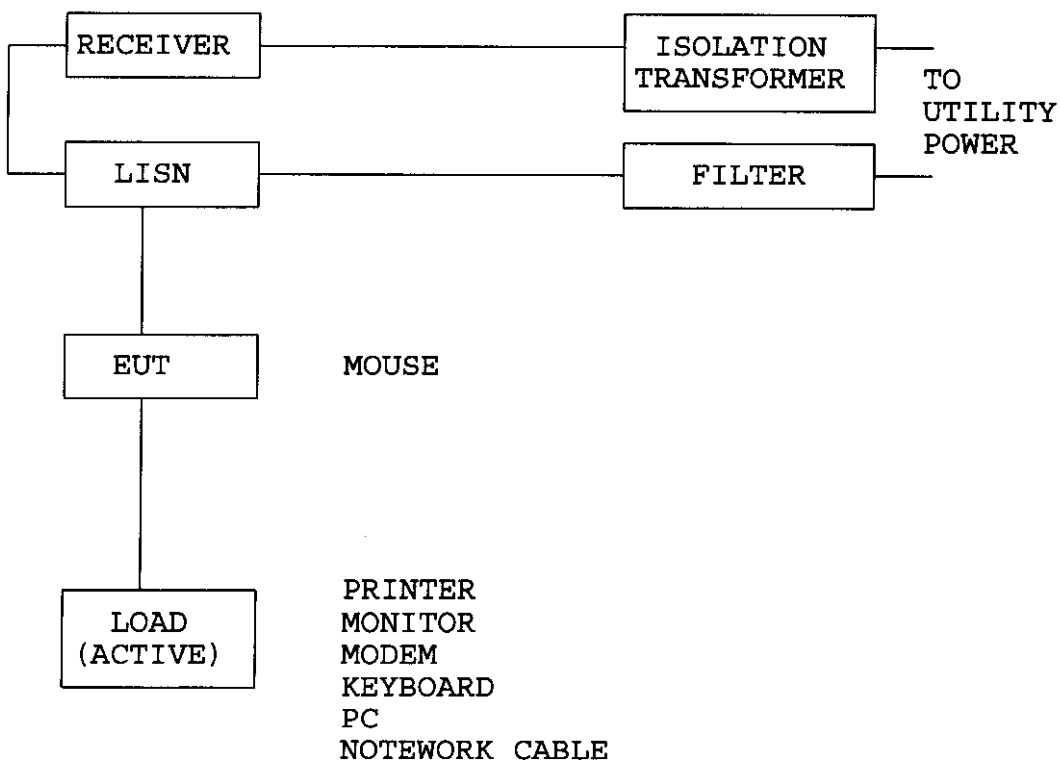 RECEIVER
ISOLATION
TRANSFORMER
TO
UTILITY
POWER
LISN
FILTER
EUT
MOUSE
LOAD
(ACTIVE)
PRINTER
MONITOR
MODEM
KEYBOARD
PC
NOTEWORK CABLE